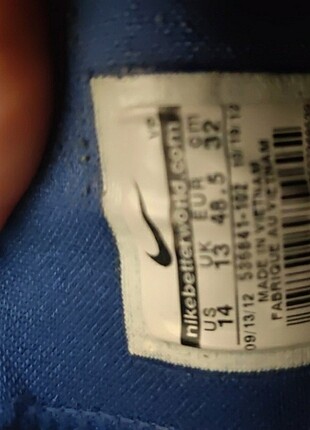 nikebetterworld.com
US UK EUR cm
14 13 48.5 32
09/13/12
536841-102
MADE IN VIETNAM
FABRIQUE AU VIETNAM